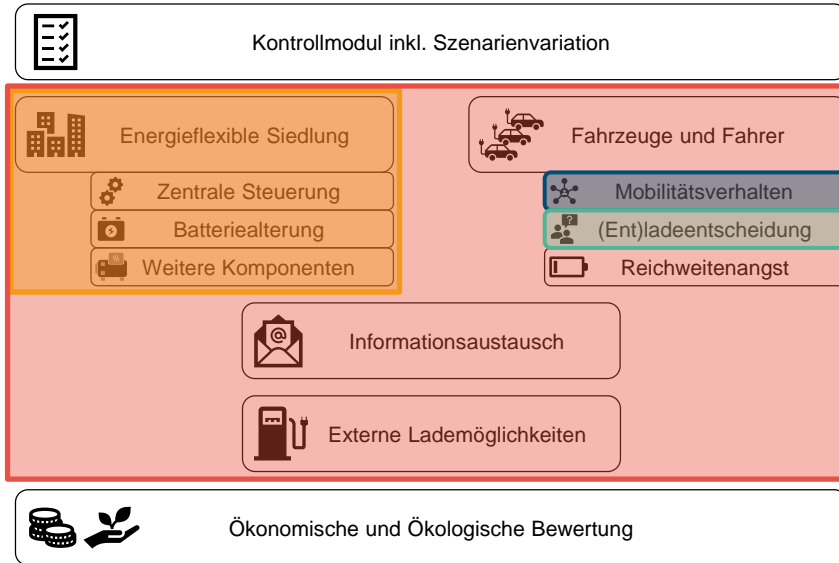 Kontrollmodul inkl. Szenarienvariation
Energieflexible Siedlung
Zentrale Steuerung
Batteriealterung
Weitere Komponenten
Fahrzeuge und Fahrer
Mobilitätsverhalten
?
(Ent)ladeentscheidung
Reichweitenangst
@
Informationsaustausch
Externe Lademöglichkeiten
Ökonomische und Ökologische Bewertung